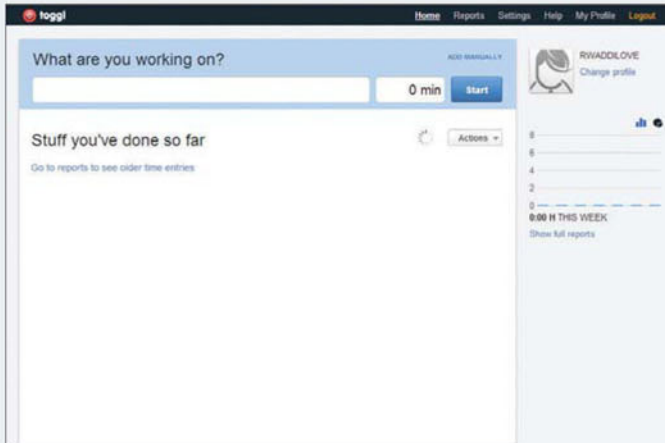 toggl
Home Reports Settings Help My Profile Logout
What are you working on?
ADD MANUALLY
0 min
Start
RWADDILOVE
Change profile
Stuff you've done so far
Actions
Go to reports to see older time entries
8
6
4
2
0
0:00 H THIS WEEK
Show full reports